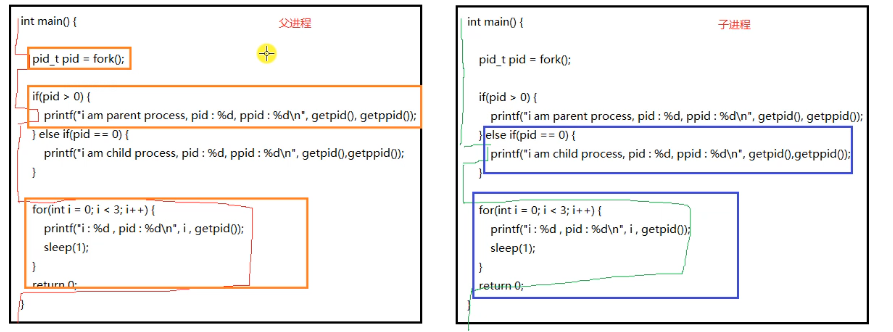 父进程
int main() {
pid_t pid = fork();
if(pid > 0) {
printf("i am parent process, pid : %d, ppid : %d\n", getpid(), getppid());
} else if(pid == 0) {
printf("i am child process, pid : %d, ppid : %d\n", getpid(),getppid());
}
for(int i = 0; i < 3; i++) {
printf("i : %d , pid : %d\n", i , getpid());
sleep(1);
}
return 0;
}
子进程
int main() {
pid_t pid = fork();
if(pid > 0) {
printf("i am parent process, pid : %d, ppid : %d\n", getpid(), getppid());
} else if(pid == 0) {
printf("i am child process, pid : %d, ppid : %d\n", getpid(),getppid());
}
for(int i = 0; i < 3; i++) {
printf("i : %d , pid : %d\n", i , getpid());
sleep(1);
}
return 0;
}